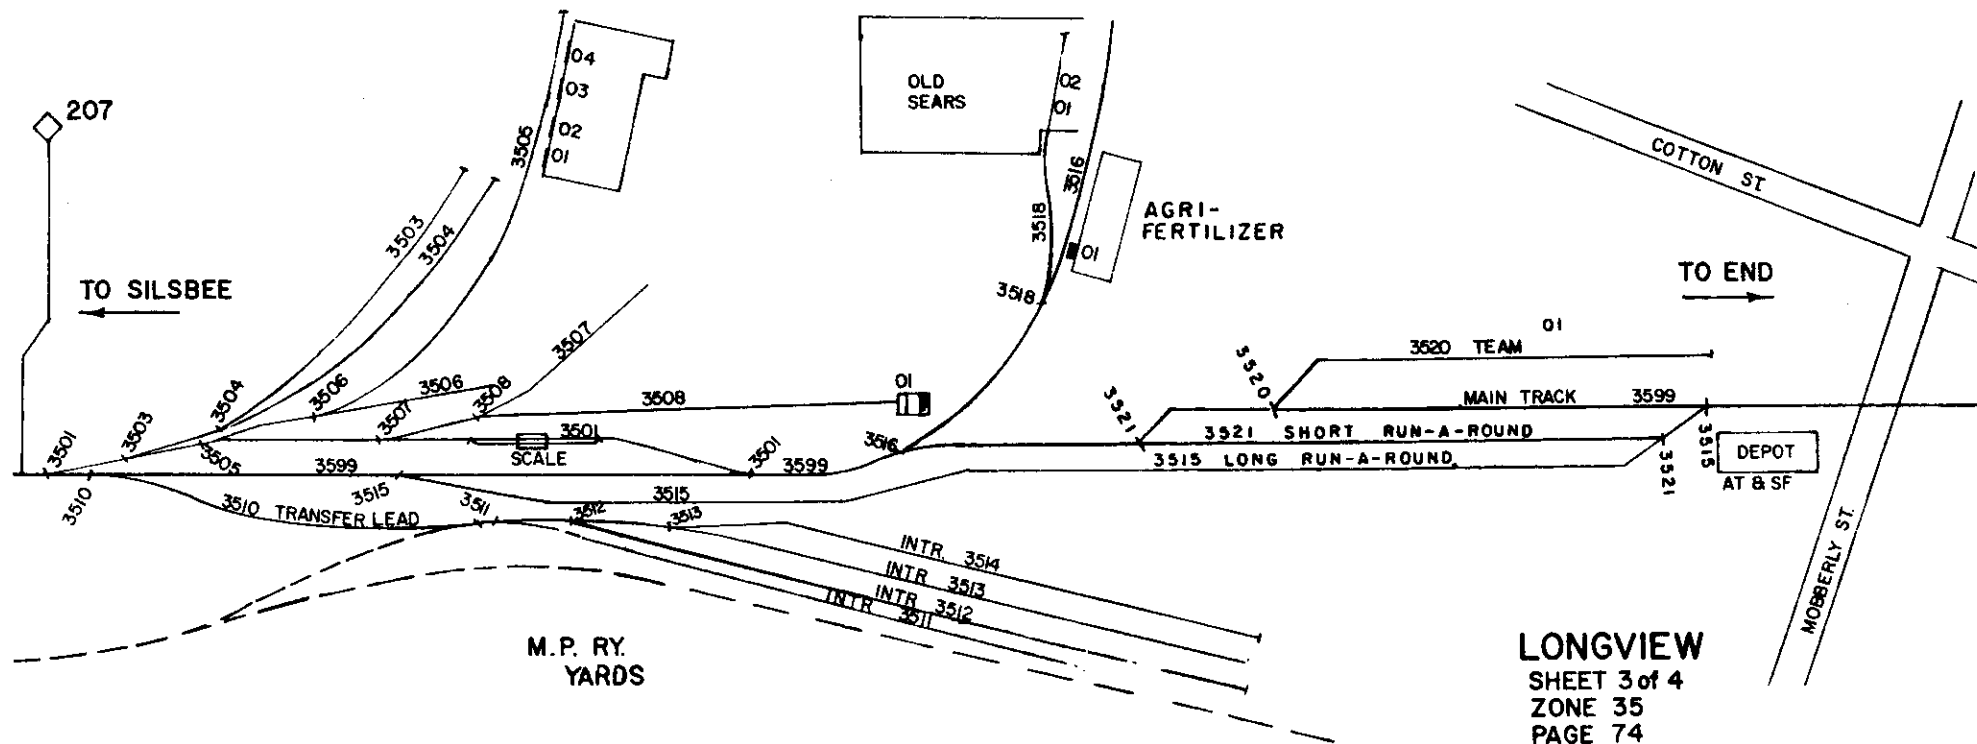 207
TO SILSBEE
04
03
02
01
3505
3503
3504
OLD
SEARS
02
01
3516
3518
AGRI-
FERTILIZER
01
3518
COTTON ST.
TO END
01
3520 TEAM
3520
MAIN TRACK 3599
3521
3521 SHORT RUN-A-ROUND
3515 LONG RUN-A-ROUND
3521
3515
DEPOT
AT & SF
MOBBERLY ST.
3507
01
3508
3506
3506
3508
3507
3504
3503
3501
3505
3501
SCALE
3501
3599
3599
3516
3510
3510 TRANSFER LEAD
3515
3515
3511
3512
3513
INTR. 3514
INTR 3513
INTR 3512
INTR 3511
M.P. RY.
YARDS
LONGVIEW
SHEET 3 of 4
ZONE 35
PAGE 74